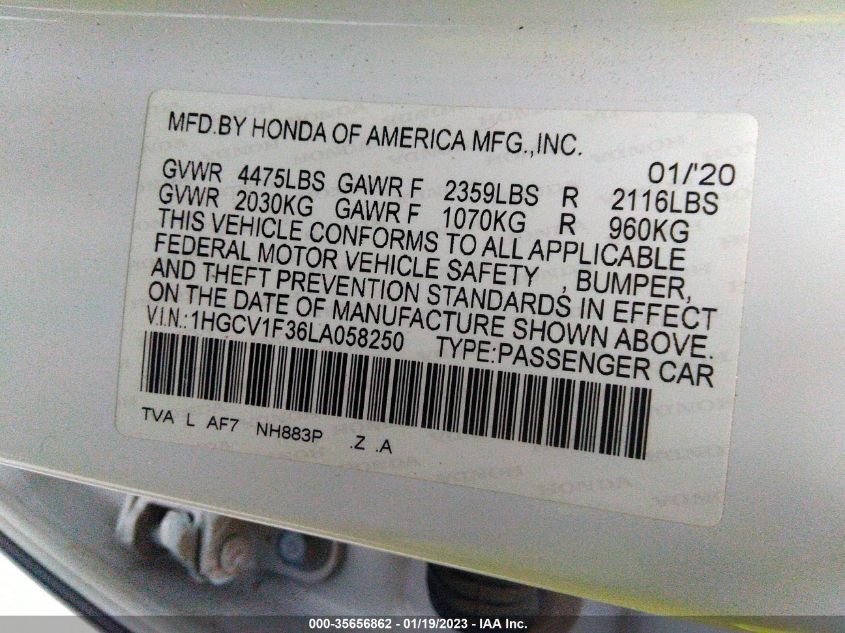 MFD.BY HONDA OF AMERICA MFG.,INC.
01/'20
GVWR 4475LBS GAWR F 2359LBS R 2116LBS
GVWR 2030KG GAWR F 1070KG R 960KG
THIS VEHICLE CONFORMS TO ALL APPLICABLE
FEDERAL MOTOR VEHICLE SAFETY , BUMPER,
AND THEFT PREVENTION STANDARDS IN EFFECT
ON THE DATE OF MANUFACTURE SHOWN ABOVE.
V.I.N.:1HGCV1F36LA058250 TYPE:PASSENGER CAR
TVA L AF7 NH883P .Z .A
000-35656862 - 01/19/2023 - IAA Inc.